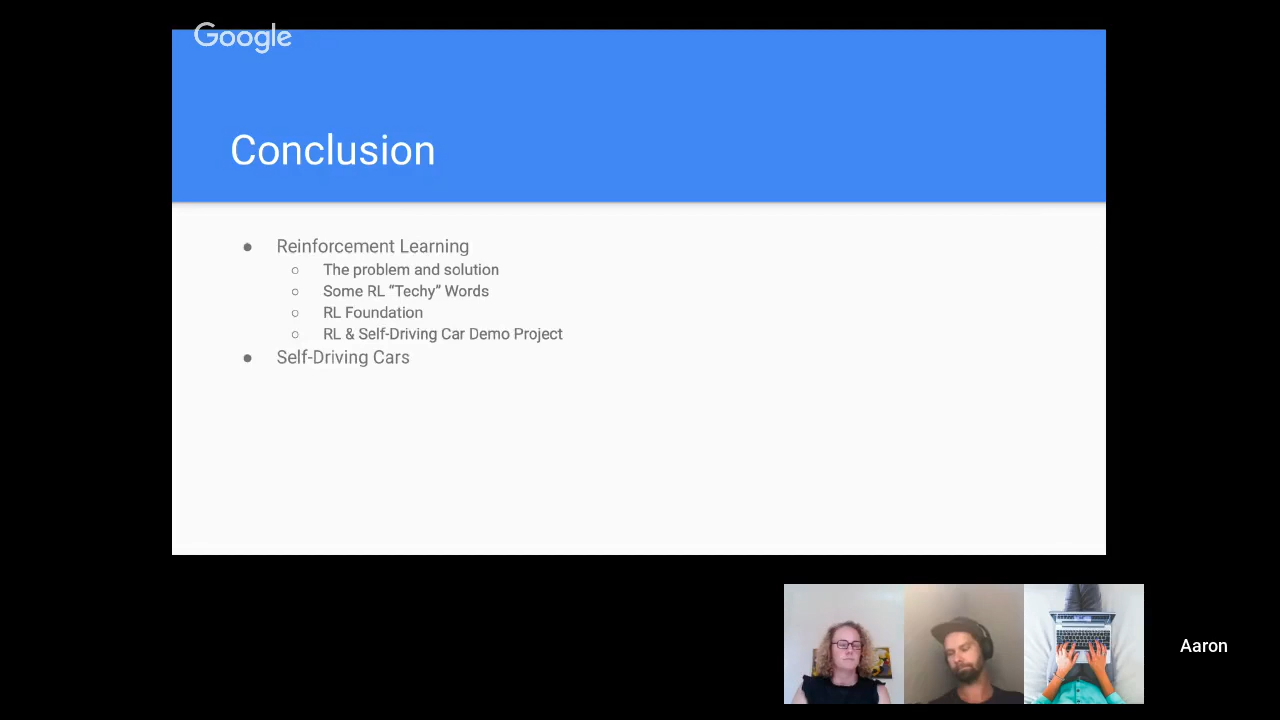 Google
Conclusion
● Reinforcement Learning
○ The problem and solution
○ Some RL “Techy” Words
○ RL Foundation
○ RL & Self-Driving Car Demo Project
● Self-Driving Cars
Aaron